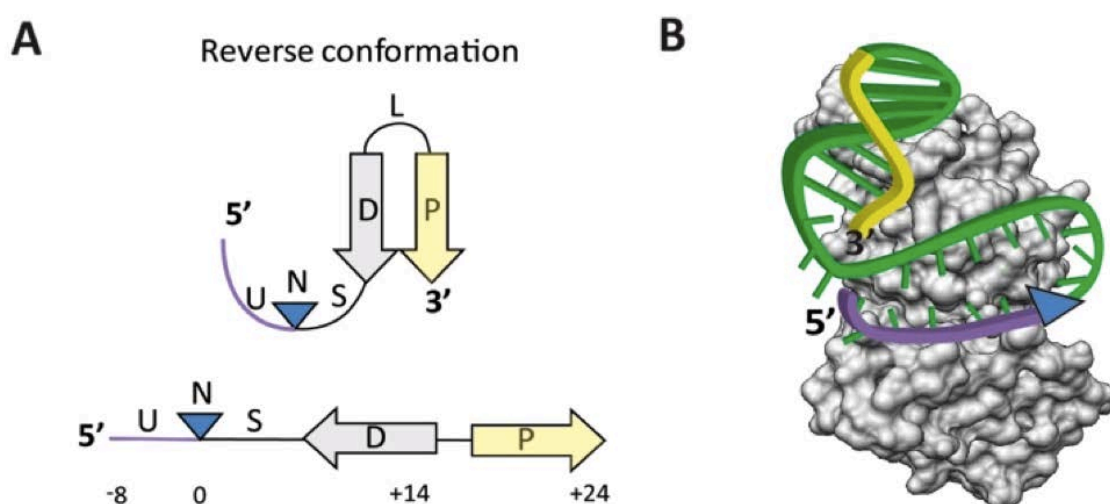 A
Reverse conformation
L
D P
5'
U N S
3'
N
5' U S D P
-8 0 +14 +24
B
3'
5'